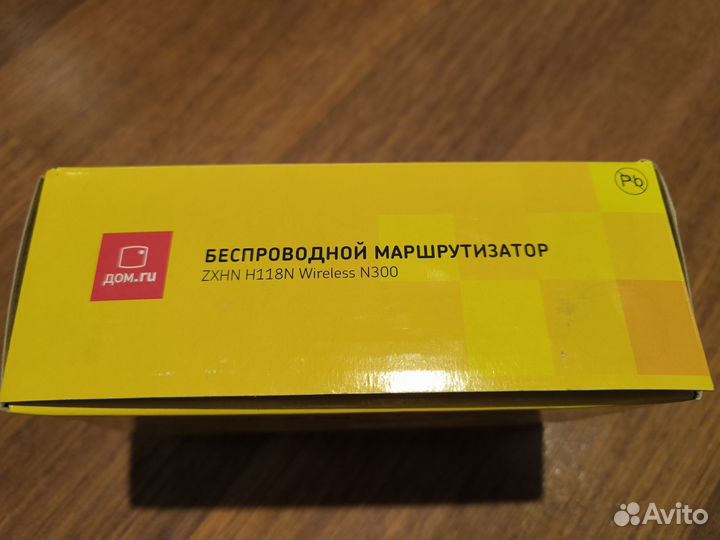 Pb
ДОМ.ru
БЕСПРОВОДНОЙ МАРШРУТИЗАТОР
ZXHN H118N Wireless N300
Avito